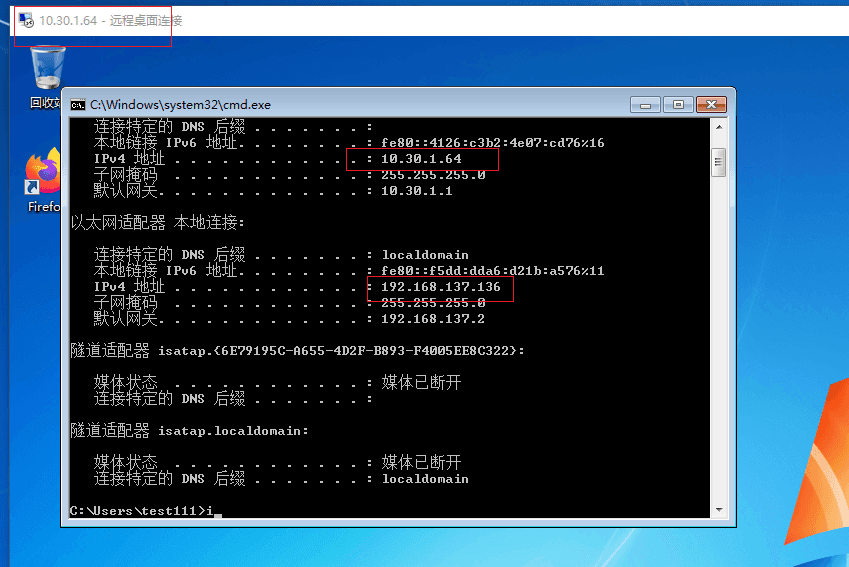 10.30.1.64 - 远程桌面连接
回收站
C:\Windows\system32\cmd.exe
连接特定的 DNS 后缀 . . . . . . . :
本地链接 IPv6 地址. . . . . . . . : fe80::4126:c3b2:4e07:cd76%16
IPv4 地址 . . . . . . . . . . . . : 10.30.1.64
子网掩码 . . . . . . . . . . . . : 255.255.255.0
默认网关. . . . . . . . . . . . . : 10.30.1.1
Firefo
以太网适配器 本地连接:
连接特定的 DNS 后缀 . . . . . . . : localdomain
本地链接 IPv6 地址. . . . . . . . : fe80::f5dd:dda6:d21b:a576%11
IPv4 地址 . . . . . . . . . . . . : 192.168.137.136
子网掩码 . . . . . . . . . . . . : 255.255.255.0
默认网关. . . . . . . . . . . . . : 192.168.137.2
隧道适配器 isatap.{6E79195C-A655-4D2F-B893-F4005EE8C322}:
媒体状态 . . . . . . . . . . . . : 媒体已断开
连接特定的 DNS 后缀 . . . . . . . :
隧道适配器 isatap.localdomain:
媒体状态 . . . . . . . . . . . . : 媒体已断开
连接特定的 DNS 后缀 . . . . . . . : localdomain
C:\Users\test111>i_